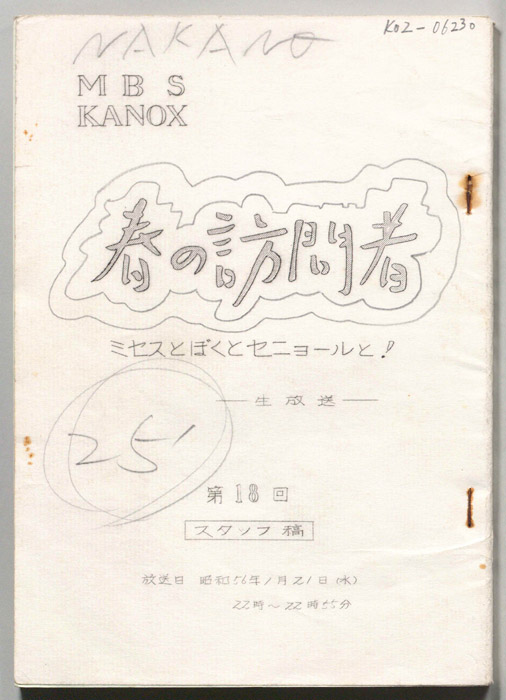 K02-06230
NAKANO
MBS
KANOX
春の訪問者
ミセスとぼくとセニョールと!
―生放送―
25'
第18回
スタッフ稿
放送日 昭和56年1月21日(水)
22時～22時55分